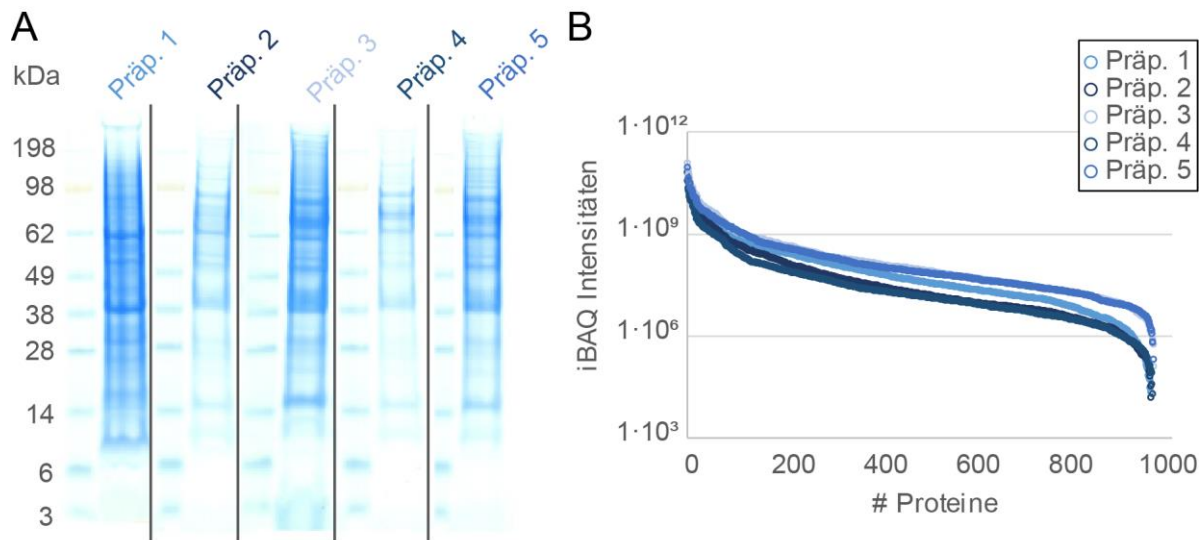 A
kDa
Präp. 1
Präp. 2
Präp. 3
Präp. 4
Präp. 5
198
98
62
49
38
28
14
6
3
B
Präp. 1
Präp. 2
Präp. 3
Präp. 4
Präp. 5
iBAQ Intensitäten
1·10¹²
1·10⁹
1·10⁶
1·10³
0 200 400 600 800 1000
# Proteine